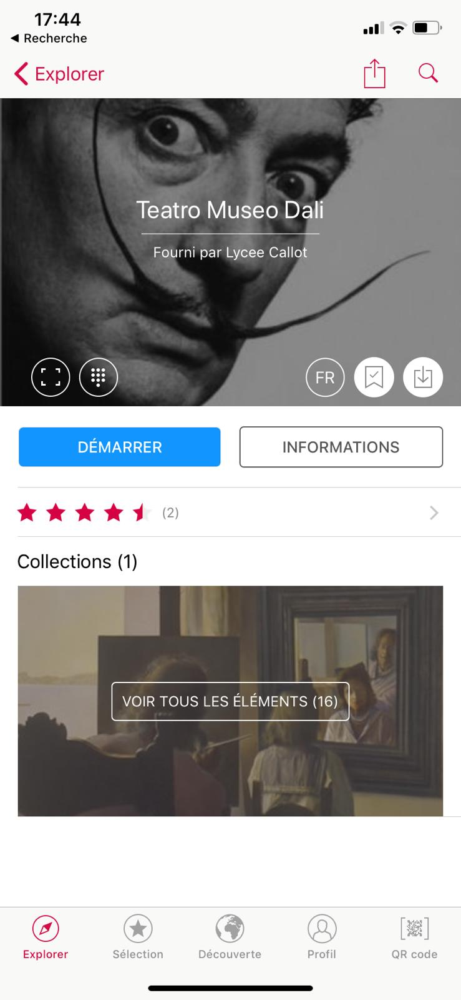 17:44
◀ Recherche
Explorer
Teatro Museo Dali
Fourni par Lycee Callot
FR
DÉMARRER
INFORMATIONS
(2)
Collections (1)
VOIR TOUS LES ÉLÉMENTS (16)
Explorer
Sélection
Découverte
Profil
QR code